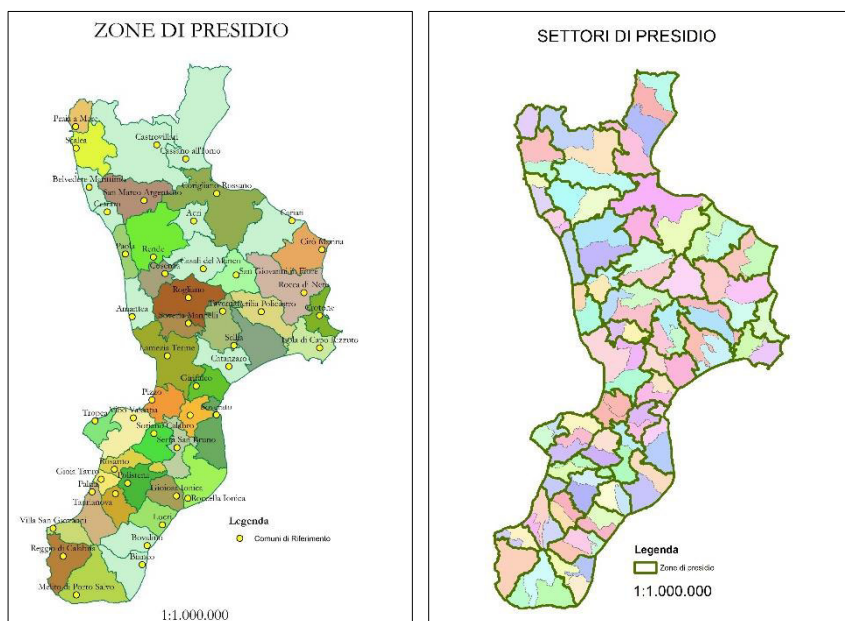 ZONE DI PRESIDIO
Praia a Mare
Scalea
Castrovillari
Cassano all'Ionio
Belvedere Marittimo
San Marco Argentano
Corigliano Rossano
Cetraro
Acri
Cariati
Cirò Marina
Paola
Rende
Casali del Manco
Cosenza
San Giovanni in Fiore
Rocca di Neto
Rogliano
Taverna
Petilia Policastro
Crotone
Amantea
Soveria Mannelli
Isola di Capo Rizzuto
Lamezia Terme
Sellia
Catanzaro
Girifalco
Pizzo
Tropea
Vibo Valentia
Soverato
Soriano Calabro
Serra San Bruno
Rosarno
Gioia Tauro
Polistena
Palmi
Gioiosa Ionica
Roccella Ionica
Taurianova
Locri
Villa San Giovanni
Bovalino
Reggio di Calabria
Bianco
Melito di Porto Salvo
Legenda
Comuni di Riferimento
1:1.000.000
SETTORI DI PRESIDIO
Legenda
Zone di presidio
1:1.000.000